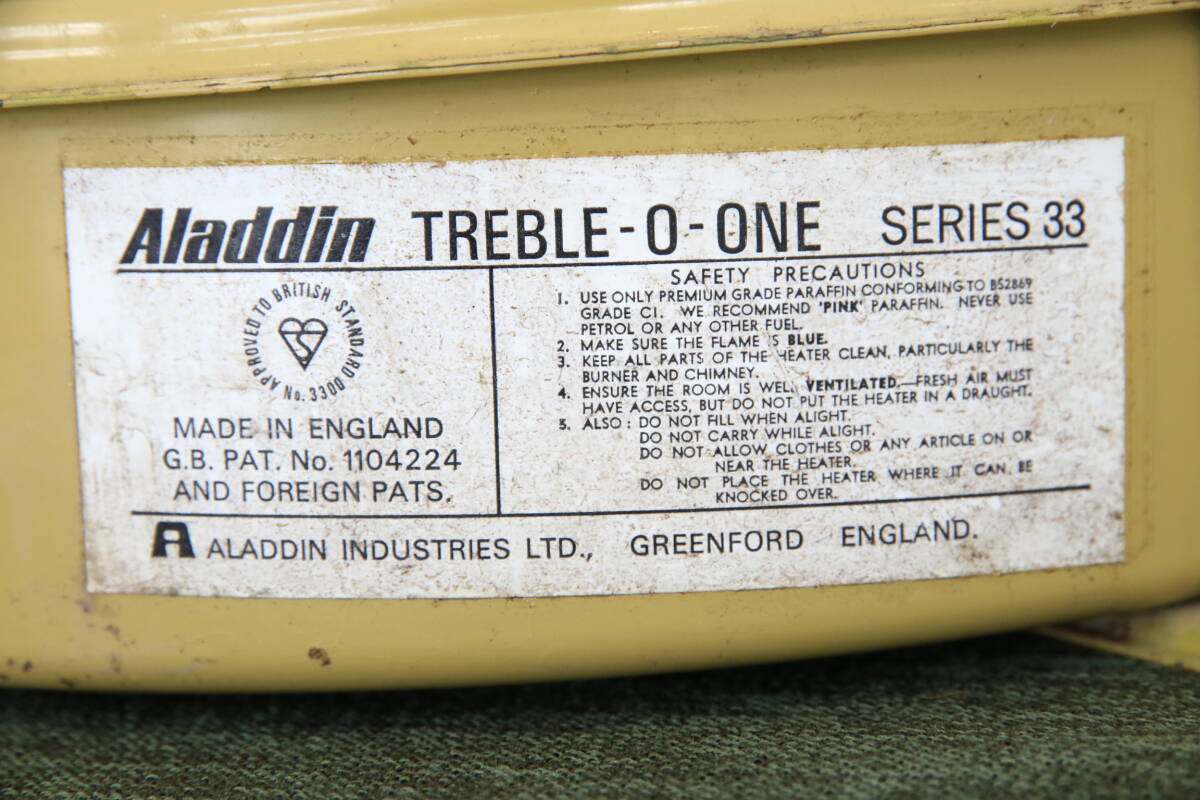 Aladdin TREBLE-O-ONE SERIES 33
APPROVED TO BRITISH STANDARD No. 3300
MADE IN ENGLAND
G.B. PAT. No. 1104224
AND FOREIGN PATS.
SAFETY PRECAUTIONS
1. USE ONLY PREMIUM GRADE PARAFFIN CONFORMING TO BS2869
GRADE C1. WE RECOMMEND 'PINK' PARAFFIN. NEVER USE
PETROL OR ANY OTHER FUEL.
2. MAKE SURE THE FLAME IS BLUE.
3. KEEP ALL PARTS OF THE HEATER CLEAN, PARTICULARLY THE
BURNER AND CHIMNEY.
4. ENSURE THE ROOM IS WELL VENTILATED.—FRESH AIR MUST
HAVE ACCESS, BUT DO NOT PUT THE HEATER IN A DRAUGHT.
5. ALSO : DO NOT FILL WHEN ALIGHT.
DO NOT CARRY WHILE ALIGHT.
DO NOT ALLOW CLOTHES OR ANY ARTICLE ON OR
NEAR THE HEATER.
DO NOT PLACE THE HEATER WHERE IT CAN BE
KNOCKED OVER.
A ALADDIN INDUSTRIES LTD., GREENFORD ENGLAND.